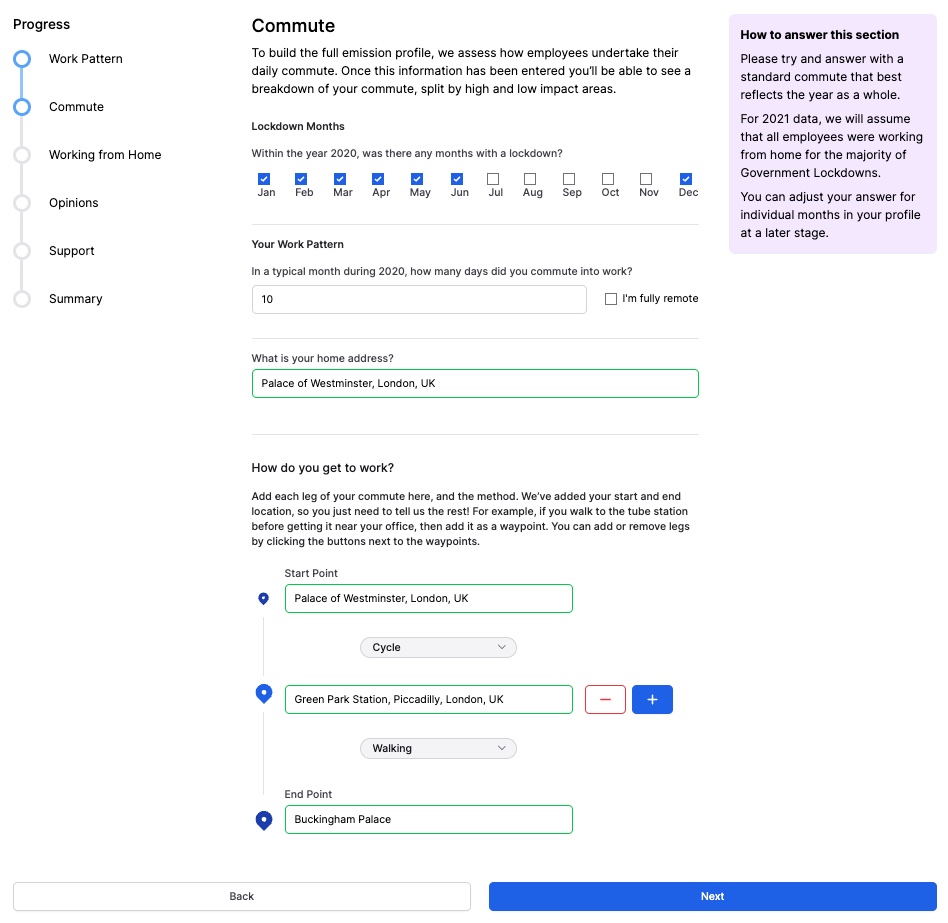 Progress
Work Pattern
Commute
Working from Home
Opinions
Support
Summary
Commute
To build the full emission profile, we assess how employees undertake their
daily commute. Once this information has been entered you'll be able to see a
breakdown of your commute, split by high and low impact areas.
Lockdown Months
Within the year 2020, was there any months with a lockdown?
Jan Feb Mar Apr May Jun Jul Aug Sep Oct Nov Dec
Your Work Pattern
In a typical month during 2020, how many days did you commute into work?
10
I'm fully remote
What is your home address?
Palace of Westminster, London, UK
How do you get to work?
Add each leg of your commute here, and the method. We've added your start and end
location, so you just need to tell us the rest! For example, if you walk to the tube station
before getting it near your office, then add it as a waypoint. You can add or remove legs
by clicking the buttons next to the waypoints.
Start Point
Palace of Westminster, London, UK
Cycle
Green Park Station, Piccadilly, London, UK
Walking
End Point
Buckingham Palace
How to answer this section
Please try and answer with a
standard commute that best
reflects the year as a whole.
For 2021 data, we will assume
that all employees were working
from home for the majority of
Government Lockdowns.
You can adjust your answer for
individual months in your profile
at a later stage.
Back
Next